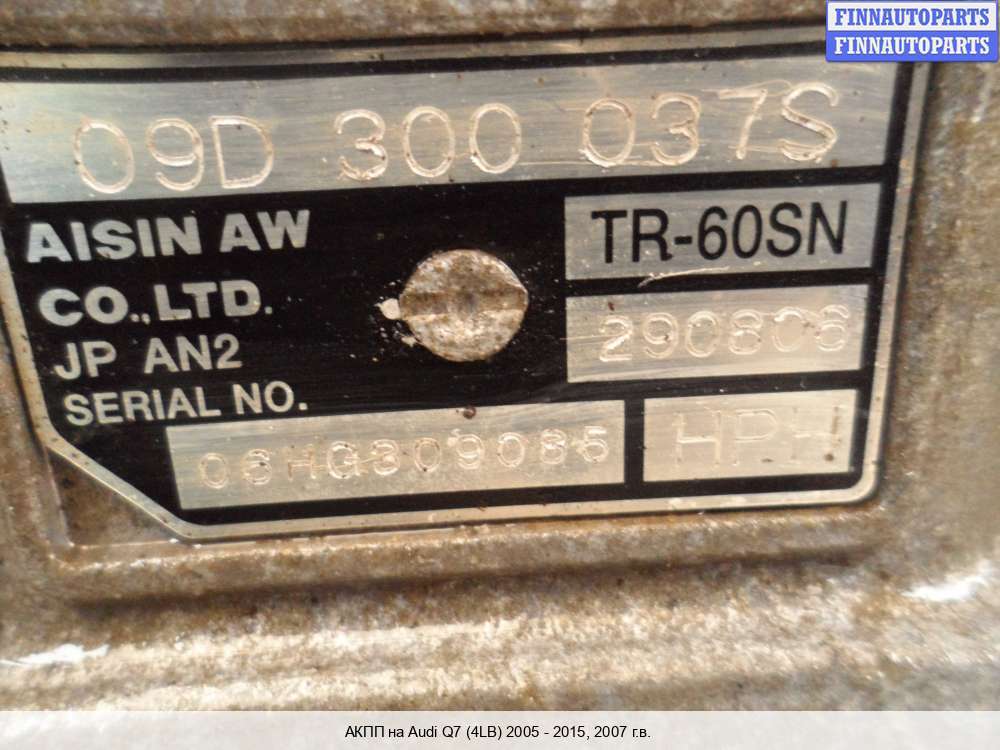 FINNAUTOPARTS
FINNAUTOPARTS
09D 300 037S
AISIN AW
CO.,LTD.
TR-60SN
290806
JP AN2
SERIAL NO.
06HG309085
HPH
АКПП на Audi Q7 (4LB) 2005 - 2015, 2007 г.в.